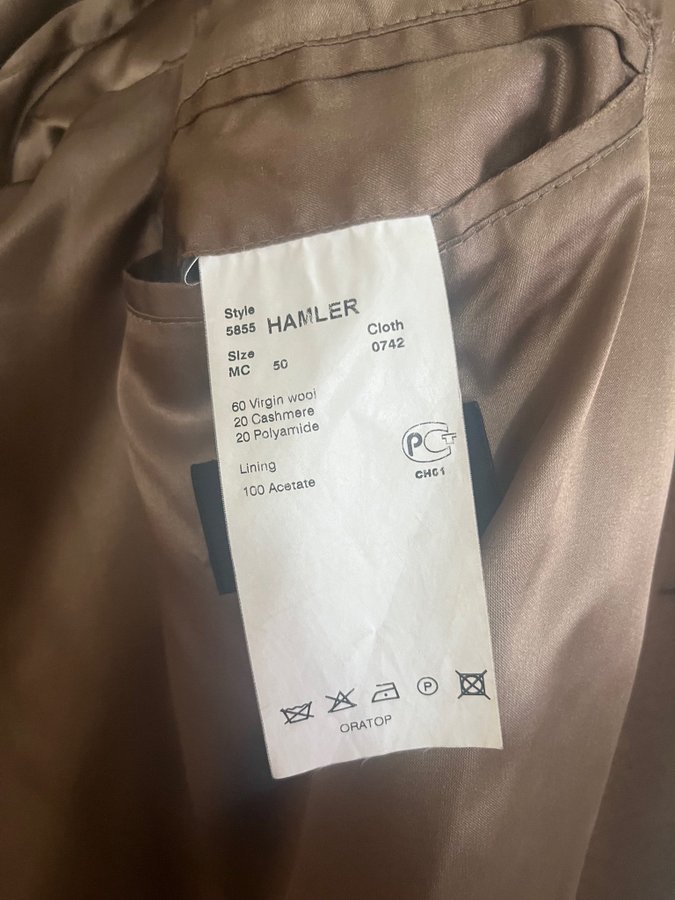 Style
5855 HAMLER
Cloth
0742
Size
MC 50
60 Virgin wool
20 Cashmere
20 Polyamide
Lining
100 Acetate
РСТ
CHG1
P
ORATOP